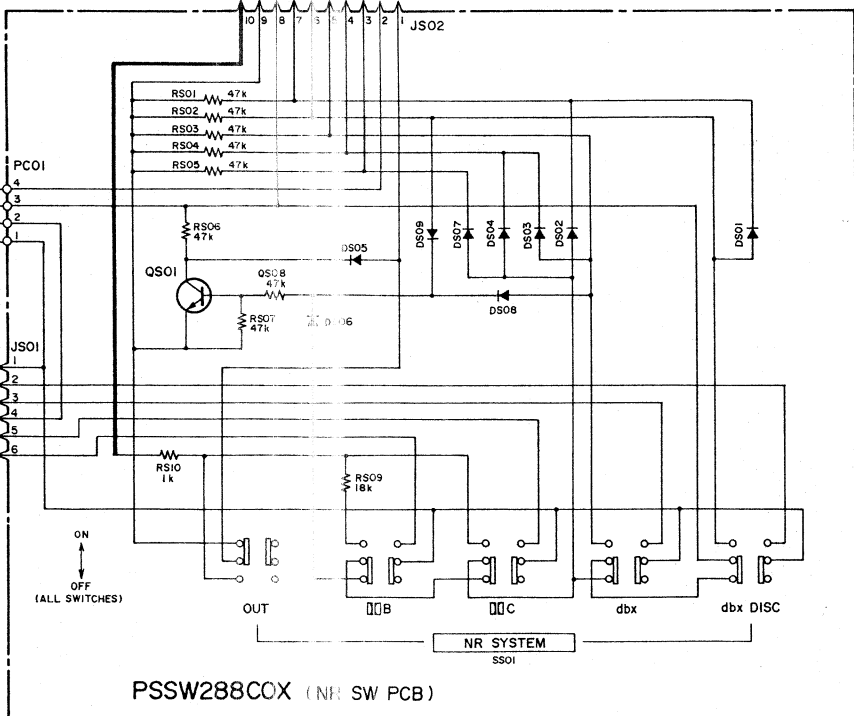 10 9 8 7 6 5 4 3 2 1
JS02
RS01 47k
RS02 47k
RS03 47k
RS04 47k
RS05 47k
PC01
4
3
2
1
RS06
47k
DS05
DS09
DS07
DS04
DS03
DS02
DS01
QS01
QS08
47k
RS07
47k
DS08
JS01
1
2
3
4
5
6
RS10
1k
RS09
18k
ON
OFF
(ALL SWITCHES)
OUT
B
C
dbx
dbx DISC
NR SYSTEM
SS01
PSSW288COX (NR SW PCB)